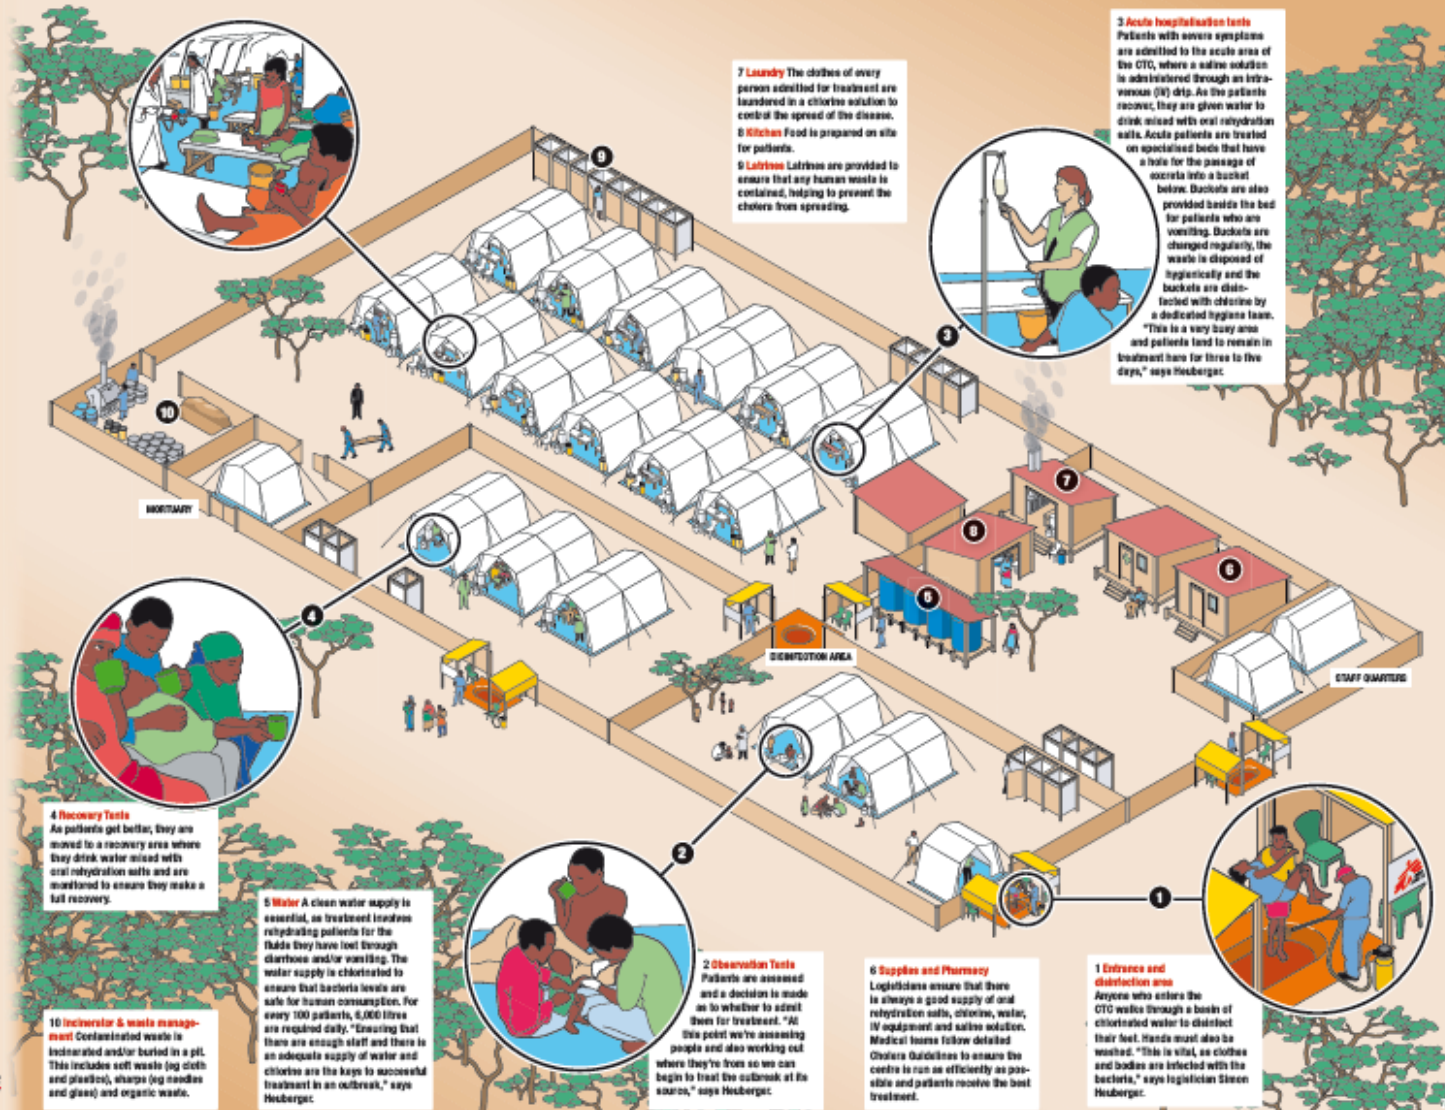 1 Entrance and
disinfection area
Anyone who enters the
CTC walks through a basin of
chlorinated water to disinfect
their feet. Hands must also be
washed. "This is vital, as clothes
and bodies are infected with the
bacteria," says logistician Simon
Heuberger.
2 Observation Tents
Patients are assessed
and a decision is made
as to whether to admit
them for treatment. "At
this point we're assessing
people and also working out
where they're from so we can
begin to treat the outbreak at its
source," says Heuberger.
3 Acute hospitalisation tents
Patients with severe symptoms
are admitted to the acute area of
the CTC, where a saline solution
is administered through an intra-
venous (IV) drip. As the patients
recover, they are given water to
drink mixed with oral rehydration
salts. Acute patients are treated
on specialised beds that have
a hole for the passage of
excreta into a bucket
below. Buckets are also
provided beside the bed
for patients who are
vomiting. Buckets are
changed regularly, the
waste is disposed of
hygienically and the
buckets are disin-
fected with chlorine by
a dedicated hygiene team.
"This is a very busy area
and patients tend to remain in
treatment here for three to five
days," says Heuberger.
4 Recovery Tents
As patients get better, they are
moved to a recovery area where
they drink water mixed with
oral rehydration salts and are
monitored to ensure they make a
full recovery.
5 Water A clean water supply is
essential, as treatment involves
rehydrating patients for the
fluids they have lost through
diarrhoea and/or vomiting. The
water supply is chlorinated to
ensure that bacteria levels are
safe for human consumption. For
every 100 patients, 6,000 litres
are required daily. "Ensuring that
there are enough staff and there is
an adequate supply of water and
chlorine are the keys to successful
treatment in an outbreak," says
Heuberger.
6 Supplies and Pharmacy
Logisticians ensure that there
is always a good supply of oral
rehydration salts, chlorine, water,
IV equipment and saline solution.
Medical teams follow detailed
Cholera Guidelines to ensure the
centre is run as efficiently as pos-
sible and patients receive the best
treatment.
7 Laundry The clothes of every
person admitted for treatment are
laundered in a chlorine solution to
control the spread of the disease.
8 Kitchen Food is prepared on site
for patients.
9 Latrines Latrines are provided to
ensure that any human waste is
contained, helping to prevent the
cholera from spreading.
10 Incinerator & waste manage-
ment Contaminated waste is
incinerated and/or buried in a pit.
This includes soft waste (eg cloth
and plastics), sharps (eg needles
and glass) and organic waste.
MORTUARY
DISINFECTION AREA
STAFF QUARTERS
9
3
10
7
8
6
5
4
2
1